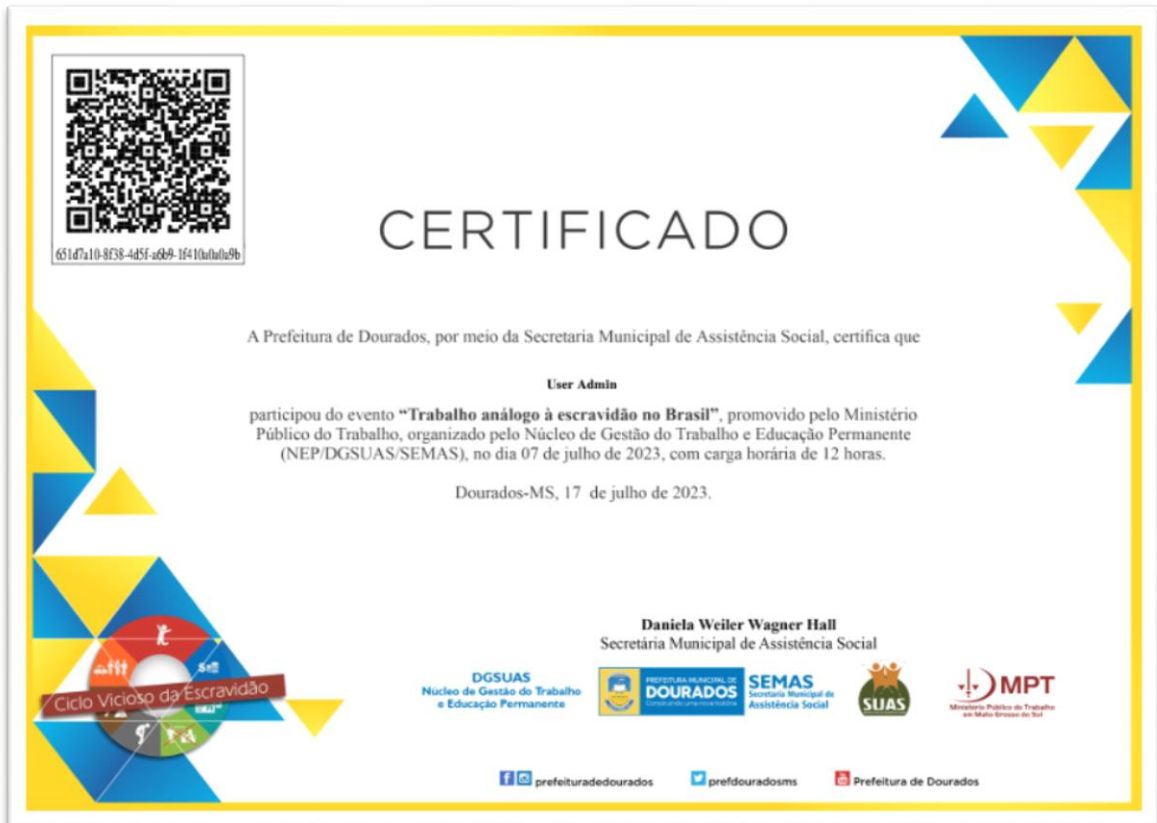 651d7a10-8f38-4d5f-a6b9-1f410a0a0a9b
CERTIFICADO
A Prefeitura de Dourados, por meio da Secretaria Municipal de Assistência Social, certifica que
User Admin
participou do evento “Trabalho análogo à escravidão no Brasil”, promovido pelo Ministério
Público do Trabalho, organizado pelo Núcleo de Gestão do Trabalho e Educação Permanente
(NEP/DGSUAS/SEMAS), no dia 07 de julho de 2023, com carga horária de 12 horas.
Dourados-MS, 17 de julho de 2023.
Daniela Weiler Wagner Hall
Secretária Municipal de Assistência Social
Ciclo Vicioso da Escravidão
DGSUAS
Núcleo de Gestão do Trabalho
e Educação Permanente
PREFEITURA MUNICIPAL DE
DOURADOS
Construindo uma nova história
SEMAS
Secretaria Municipal de
Assistência Social
SUAS
MPT
Ministério Público do Trabalho
em Mato Grosso do Sul
prefeituradedourados
prefdouradosms
Prefeitura de Dourados